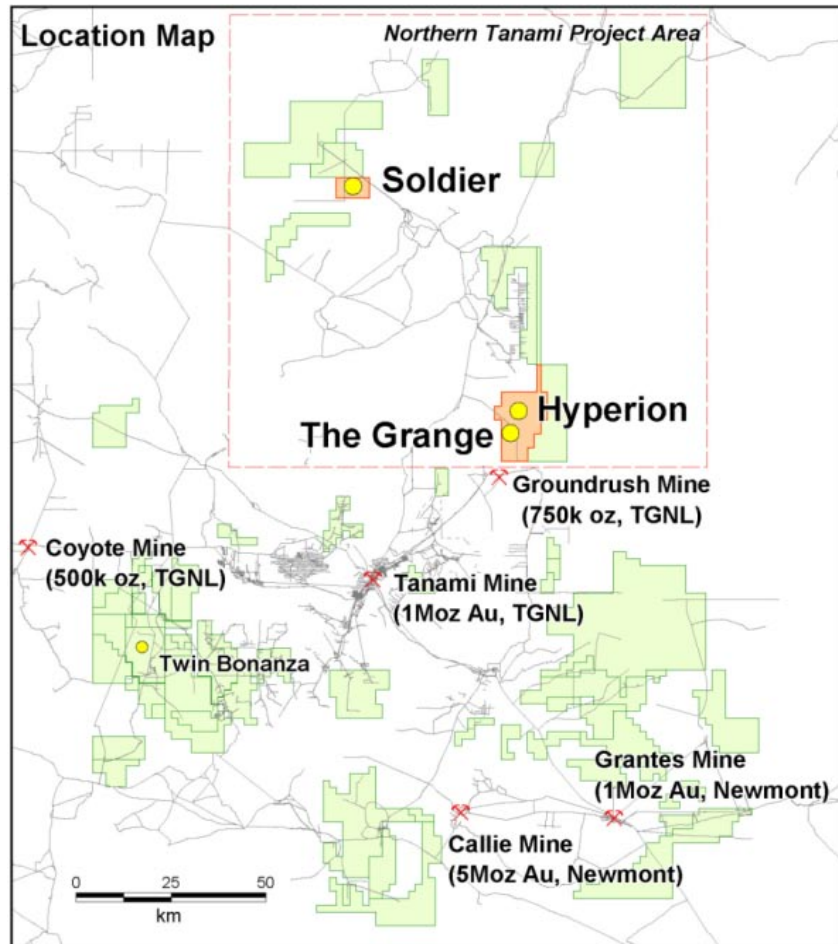 Location Map
Northern Tanami Project Area
Soldier
Hyperion
The Grange
Groundrush Mine
(750k oz, TGNL)
Coyote Mine
(500k oz, TGNL)
Tanami Mine
(1Moz Au, TGNL)
Twin Bonanza
Grantes Mine
(1Moz Au, Newmont)
Callie Mine
(5Moz Au, Newmont)
0 25 50
km